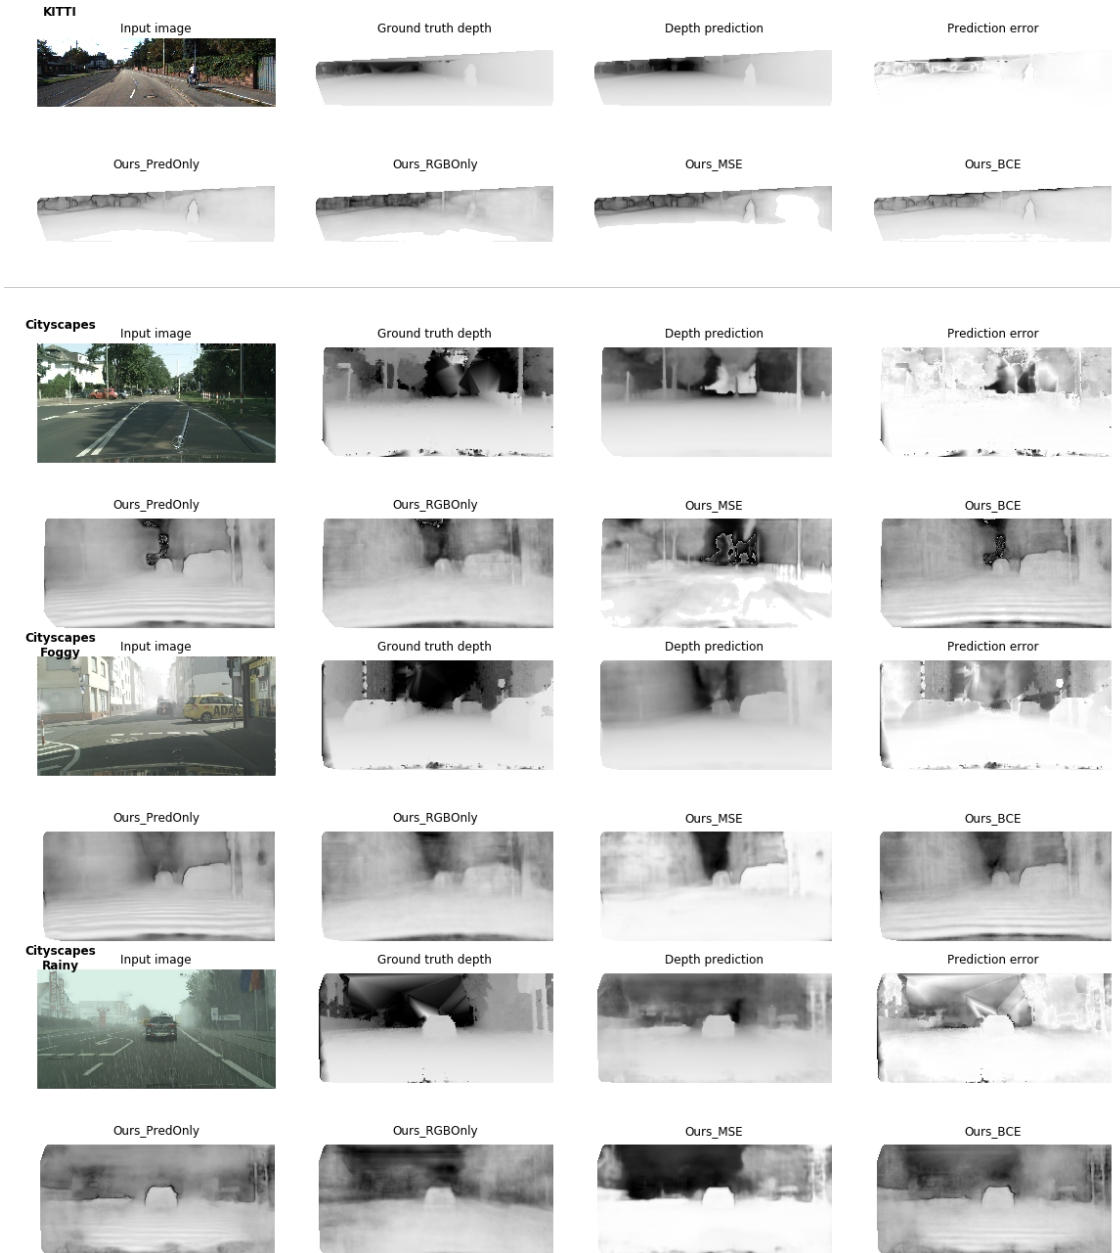 KITTI
Input image
Ground truth depth
Depth prediction
Prediction error
Ours_PredOnly
Ours_RGBOnly
Ours_MSE
Ours_BCE
Cityscapes
Input image
Ground truth depth
Depth prediction
Prediction error
Ours_PredOnly
Ours_RGBOnly
Ours_MSE
Ours_BCE
Cityscapes
Foggy
Input image
Ground truth depth
Depth prediction
Prediction error
ADAC
Ours_PredOnly
Ours_RGBOnly
Ours_MSE
Ours_BCE
Cityscapes
Rainy
Input image
Ground truth depth
Depth prediction
Prediction error
Ours_PredOnly
Ours_RGBOnly
Ours_MSE
Ours_BCE